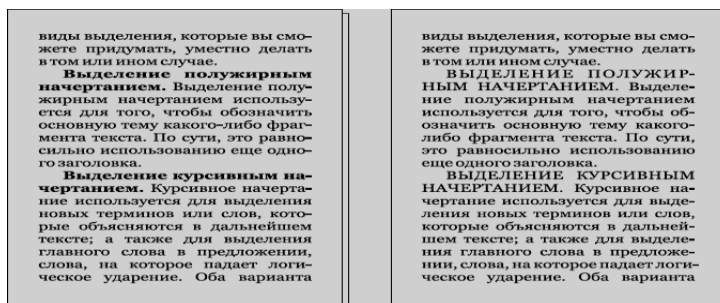 виды выделения, которые вы смо-
жете придумать, уместно делать
в том или ином случае.
Выделение полужирным
начертанием. Выделение полу-
жирным начертанием использу-
ется для того, чтобы обозначить
основную тему какого-либо фраг-
мента текста. По сути, это равно-
сильно использованию еще одно-
го заголовка.
Выделение курсивным на-
чертанием. Курсивное начерта-
ние используется для выделения
новых терминов или слов, кото-
рые объясняются в дальнейшем
тексте; а также для выделения
главного слова в предложении,
слова, на которое падает логи-
ческое ударение. Оба варианта
виды выделения, которые вы смо-
жете придумать, уместно делать
в том или ином случае.
ВЫДЕЛЕНИЕ ПОЛУЖИР-
НЫМ НАЧЕРТАНИЕМ. Выделе-
ние полужирным начертанием
используется для того, чтобы об-
означить основную тему какого-
либо фрагмента текста. По сути,
это равносильно использованию
еще одного заголовка.
ВЫДЕЛЕНИЕ КУРСИВНЫМ
НАЧЕРТАНИЕМ. Курсивное на-
чертание используется для выде-
ления новых терминов или слов,
которые объясняются в дальней-
шем тексте; а также для выделе-
ния главного слова в предложе-
нии, слова, на которое падает логи-
ческое ударение. Оба варианта